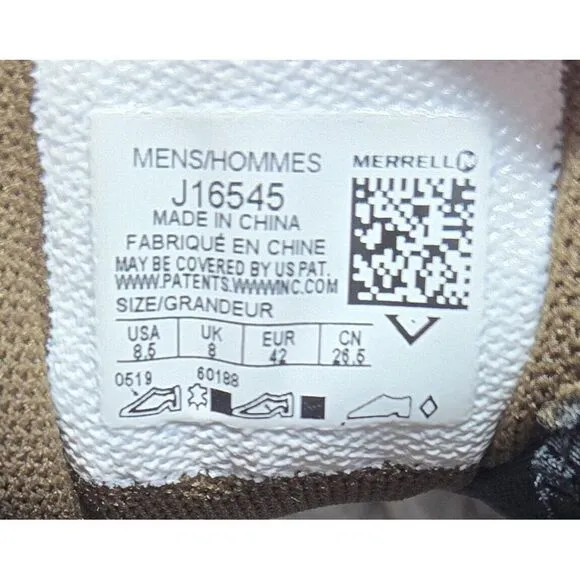 MENS/HOMMES
MERRELL
J16545
MADE IN CHINA
FABRIQUÉ EN CHINE
MAY BE COVERED BY US PAT.
WWW.PATENTS.WWWINC.COM
SIZE/GRANDEUR
USA UK EUR CN
8.5 8 42 26.5
0519 60188